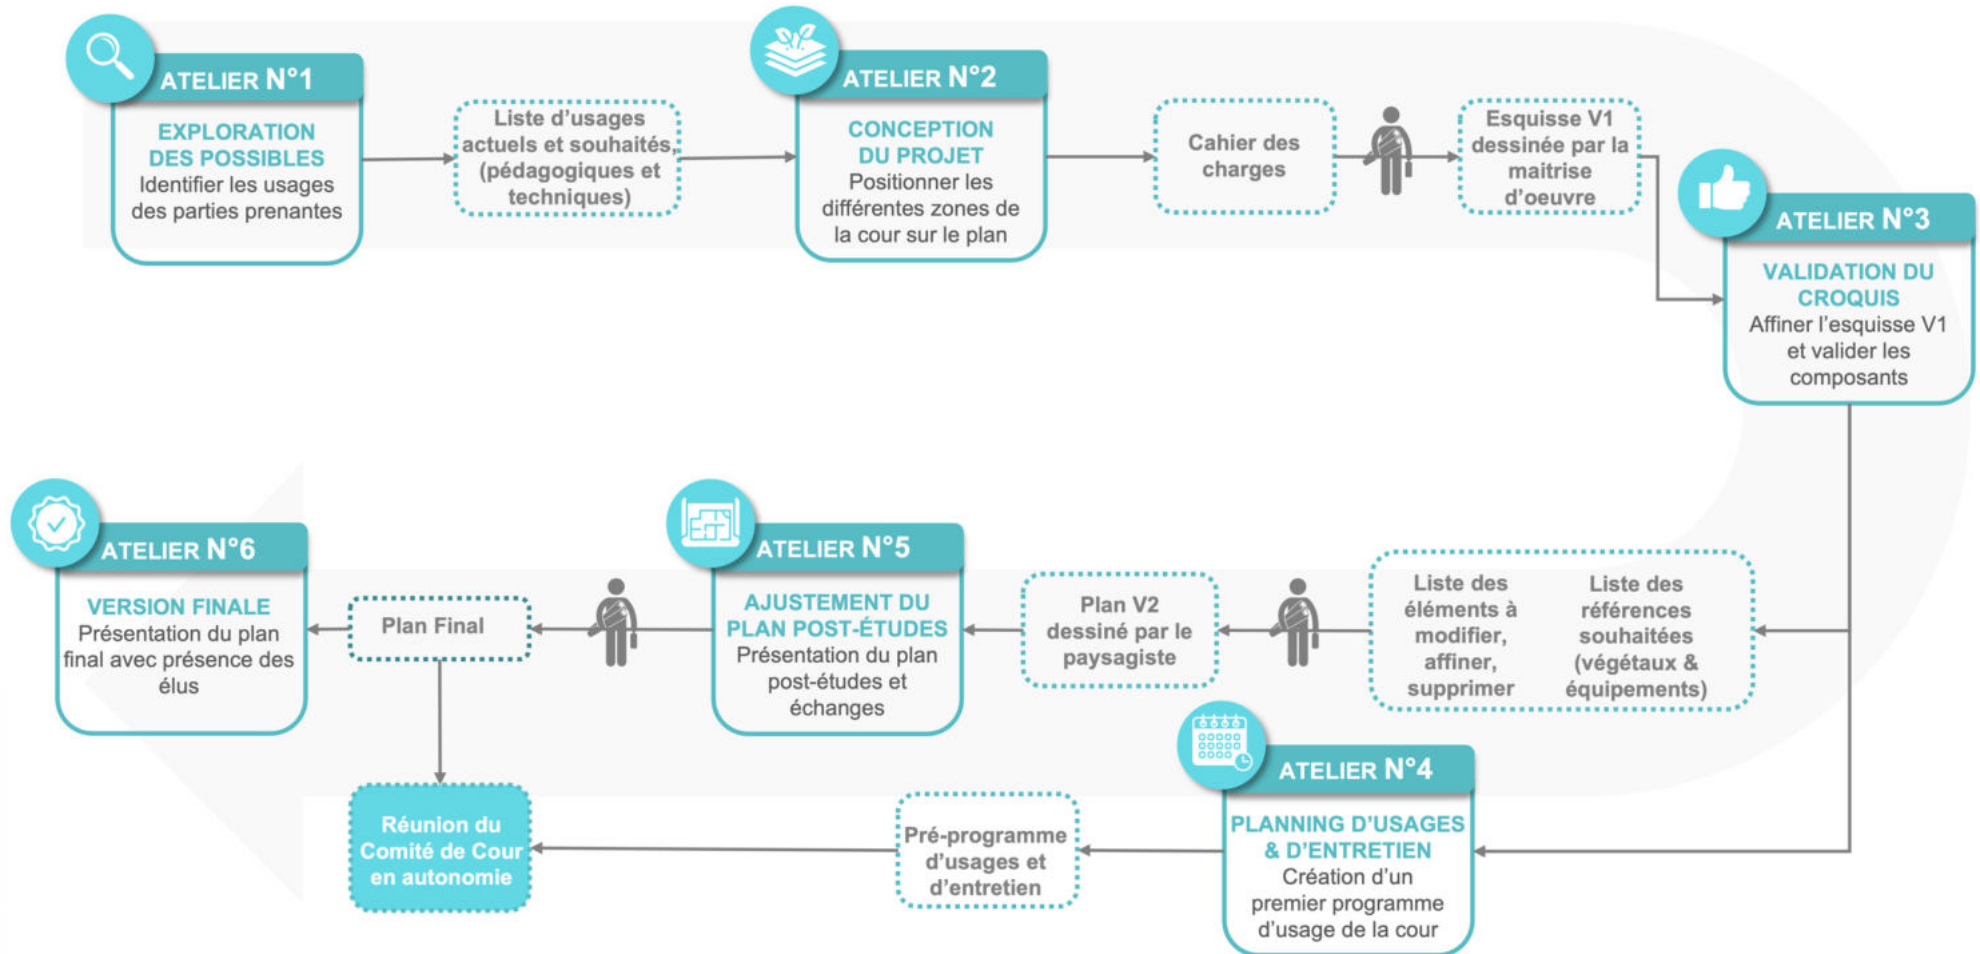 ATELIER N°1
EXPLORATION
DES POSSIBLES
Identifier les usages
des parties prenantes
Liste d'usages
actuels et souhaités,
(pédagogiques et
techniques)
ATELIER N°2
CONCEPTION
DU PROJET
Positionner les
différentes zones de
la cour sur le plan
Cahier des
charges
Esquisse V1
dessinée par la
maitrise
d'oeuvre
ATELIER N°3
VALIDATION DU
CROQUIS
Affiner l'esquisse V1
et valider les
composants
Liste des
éléments à
modifier,
affiner,
supprimer
Liste des
références
souhaitées
(végétaux &
équipements)
ATELIER N°4
PLANNING D'USAGES
& D'ENTRETIEN
Création d'un
premier programme
d'usage de la cour
Plan V2
dessiné par le
paysagiste
ATELIER N°5
AJUSTEMENT DU
PLAN POST-ÉTUDES
Présentation du plan
post-études et
échanges
Plan Final
ATELIER N°6
VERSION FINALE
Présentation du plan
final avec présence des
élus
Pré-programme
d'usages et
d'entretien
Réunion du
Comité de Cour
en autonomie